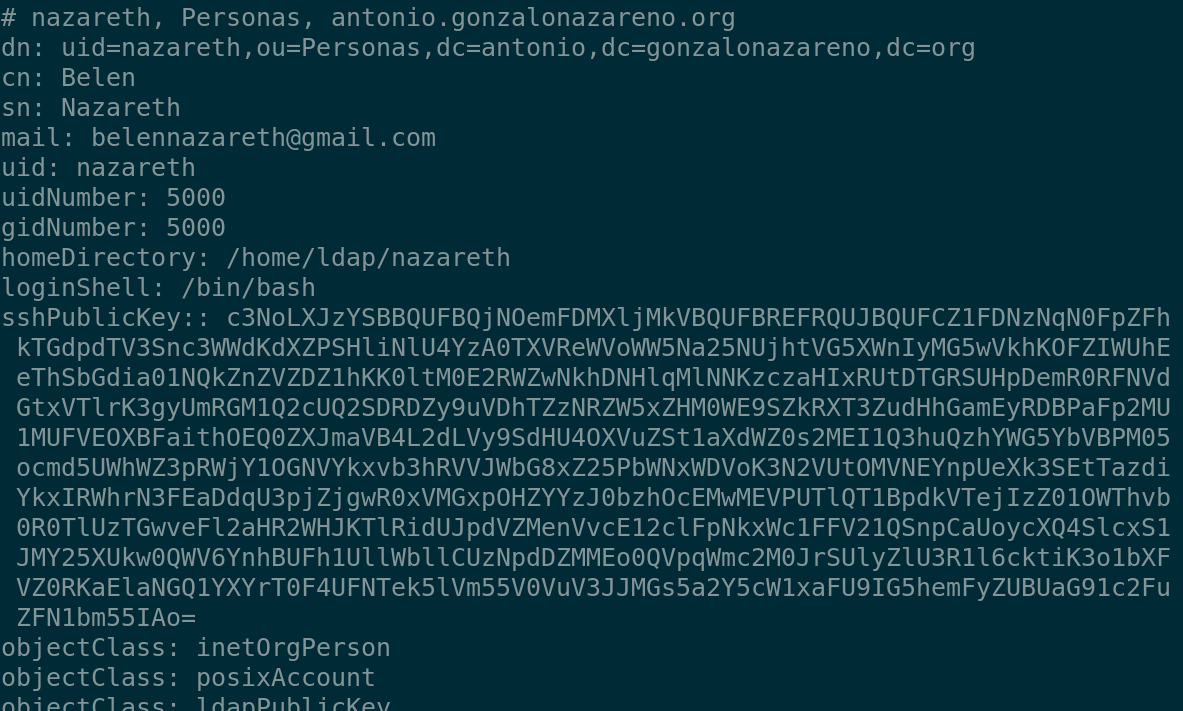 # nazareth, Personas, antonio.gonzalonazareno.org
dn: uid=nazareth,ou=Personas,dc=antonio,dc=gonzalonazareno,dc=org
cn: Belen
sn: Nazareth
mail: belennazareth@gmail.com
uid: nazareth
uidNumber: 5000
gidNumber: 5000
homeDirectory: /home/ldap/nazareth
loginShell: /bin/bash
sshPublicKey:: c3NoLXJzYSBBQUFBQjNOemFDMXljMkVBQUFBREFRQUJBQUFCZ1FDNzNqN0FpZFh
 kTGdpdTV3Snc3WWdKdXZPSHliNlU4YzA0TXVReWVoWW5Na25NUjhtVG5XWnIyMG5wVkhKOFZIWUhE
 eThSbGdia01NQkZnZVZDZ1hKK0ltM0E2RWZwNkhDNHlqMlNNKzczaHIxRUtDTGRSUHpDemR0RFNVd
 GtxVTlrK3gyUmRGM1Q2cUQ2SDRDZy9uVDhTZzNRZW5xZHM0WE9SZkRXT3ZudHhGamEyRDBPaFp2MU
 1MUFVEOXBFaithOEQ0ZXJmaVB4L2dLVy9SdHU4OXVuZSt1aXdWZ0s2MEI1Q3huQzhYWG5YbVBPM05
 ocmd5UWhWZ3pRWjY1OGNVYkxvb3hRVVJWbG8xZ25PbWNxWDVoK3N2VUtOMVNEYnpUeXk3SEtTazdi
 YkxIRWhrN3FEaDdqU3pjZjgwR0xVMGxpOHZYYzJ0bzhOcEMwMEVPUTlQT1BpdkVTejIzZ01OWThvb
 0R0TlUzTGwveFl2aHR2WHJKTlRidUJpdVZMenVvcE12clFpNkxWc1FFV21QSnpCaUoycXQ4SlcxS1
 JMY25XUkw0QWV6YnhBUFh1UllWbllCUzNpdDZMMEo0QVpqWmc2M0JrSUlyZlU3R1l6cktiK3o1bXF
 VZ0RKaElaNGQ1YXYrT0F4UFNTek5lVm55V0VuV3JJMGs5a2Y5cW1xaFU9IG5hemFyZUBUaG91c2Fu
 ZFN1bm55IAo=
objectClass: inetOrgPerson
objectClass: posixAccount
objectClass: ldapPublicKey